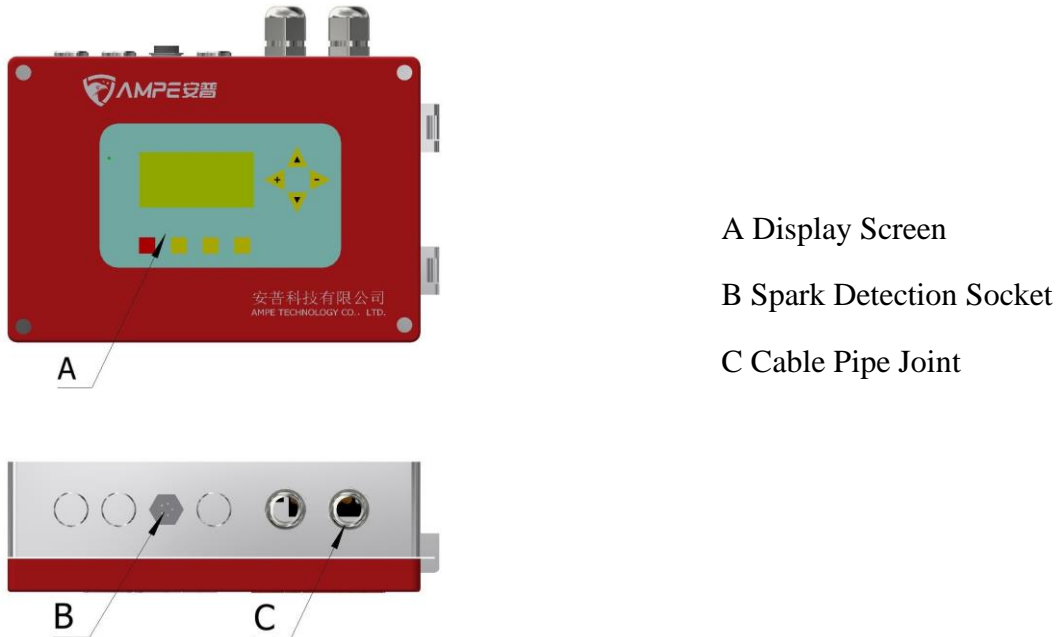 AMPE安普
+ -
安普科技有限公司
AMPE TECHNOLOGY CO., LTD.
A
A Display Screen
B Spark Detection Socket
C Cable Pipe Joint
B
C